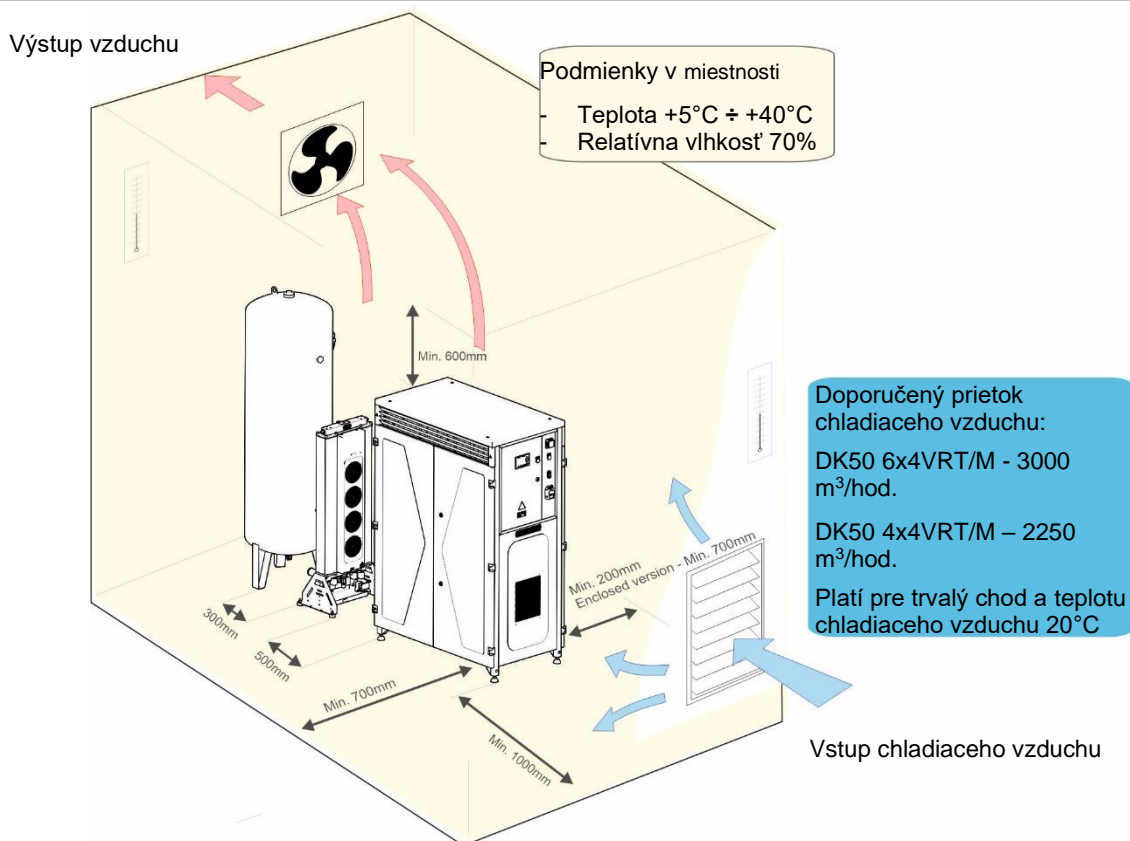 Výstup vzduchu
Podmienky v miestnosti
- Teplota +5°C ÷ +40°C
- Relatívna vlhkosť 70%
Min. 600mm
Doporučený prietok
chladiaceho vzduchu:
DK50 6x4VRT/M - 3000
m³/hod.
DK50 4x4VRT/M – 2250
m³/hod.
Platí pre trvalý chod a teplotu
chladiaceho vzduchu 20°C
Min. 200mm
Enclosed version - Min. 700mm
300mm
500mm
Min. 700mm
Min. 1000mm
Vstup chladiaceho vzduchu